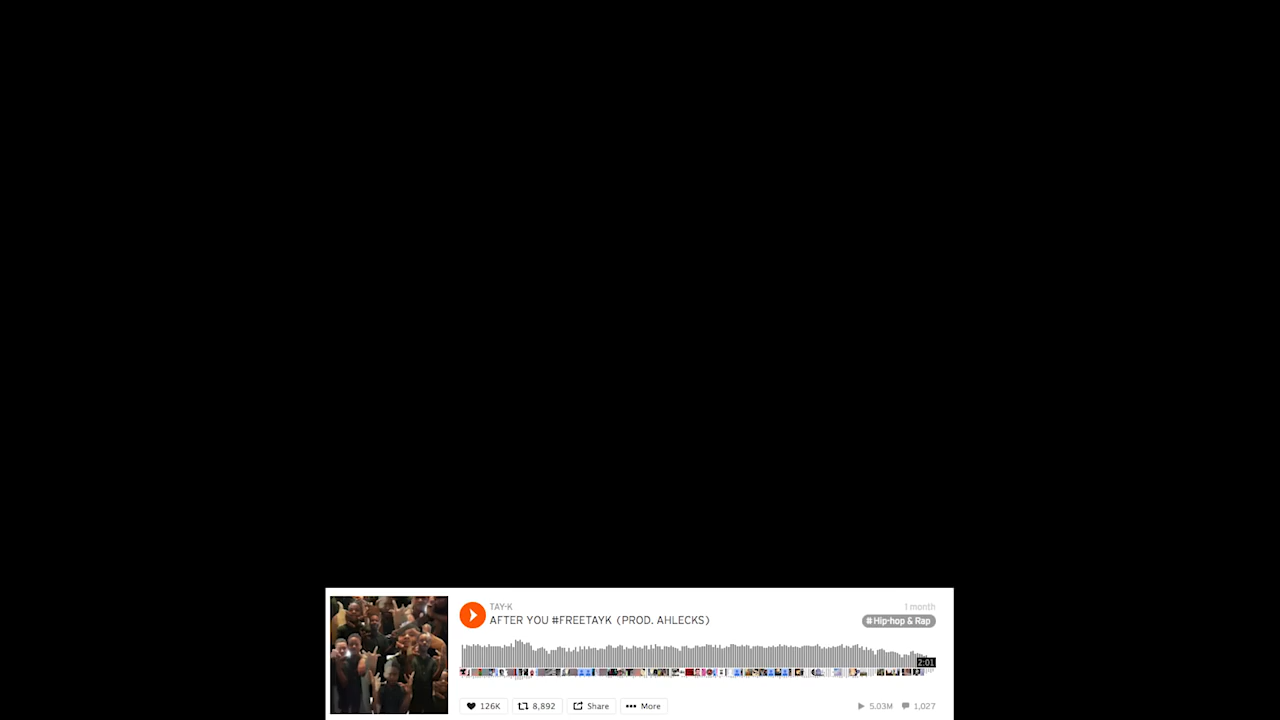 TAY-K
1 month
AFTER YOU #FREETAYK (PROD. AHLECKS)
# Hip-hop & Rap
2:01
126K
8,892
Share
More
5.03M
1,027